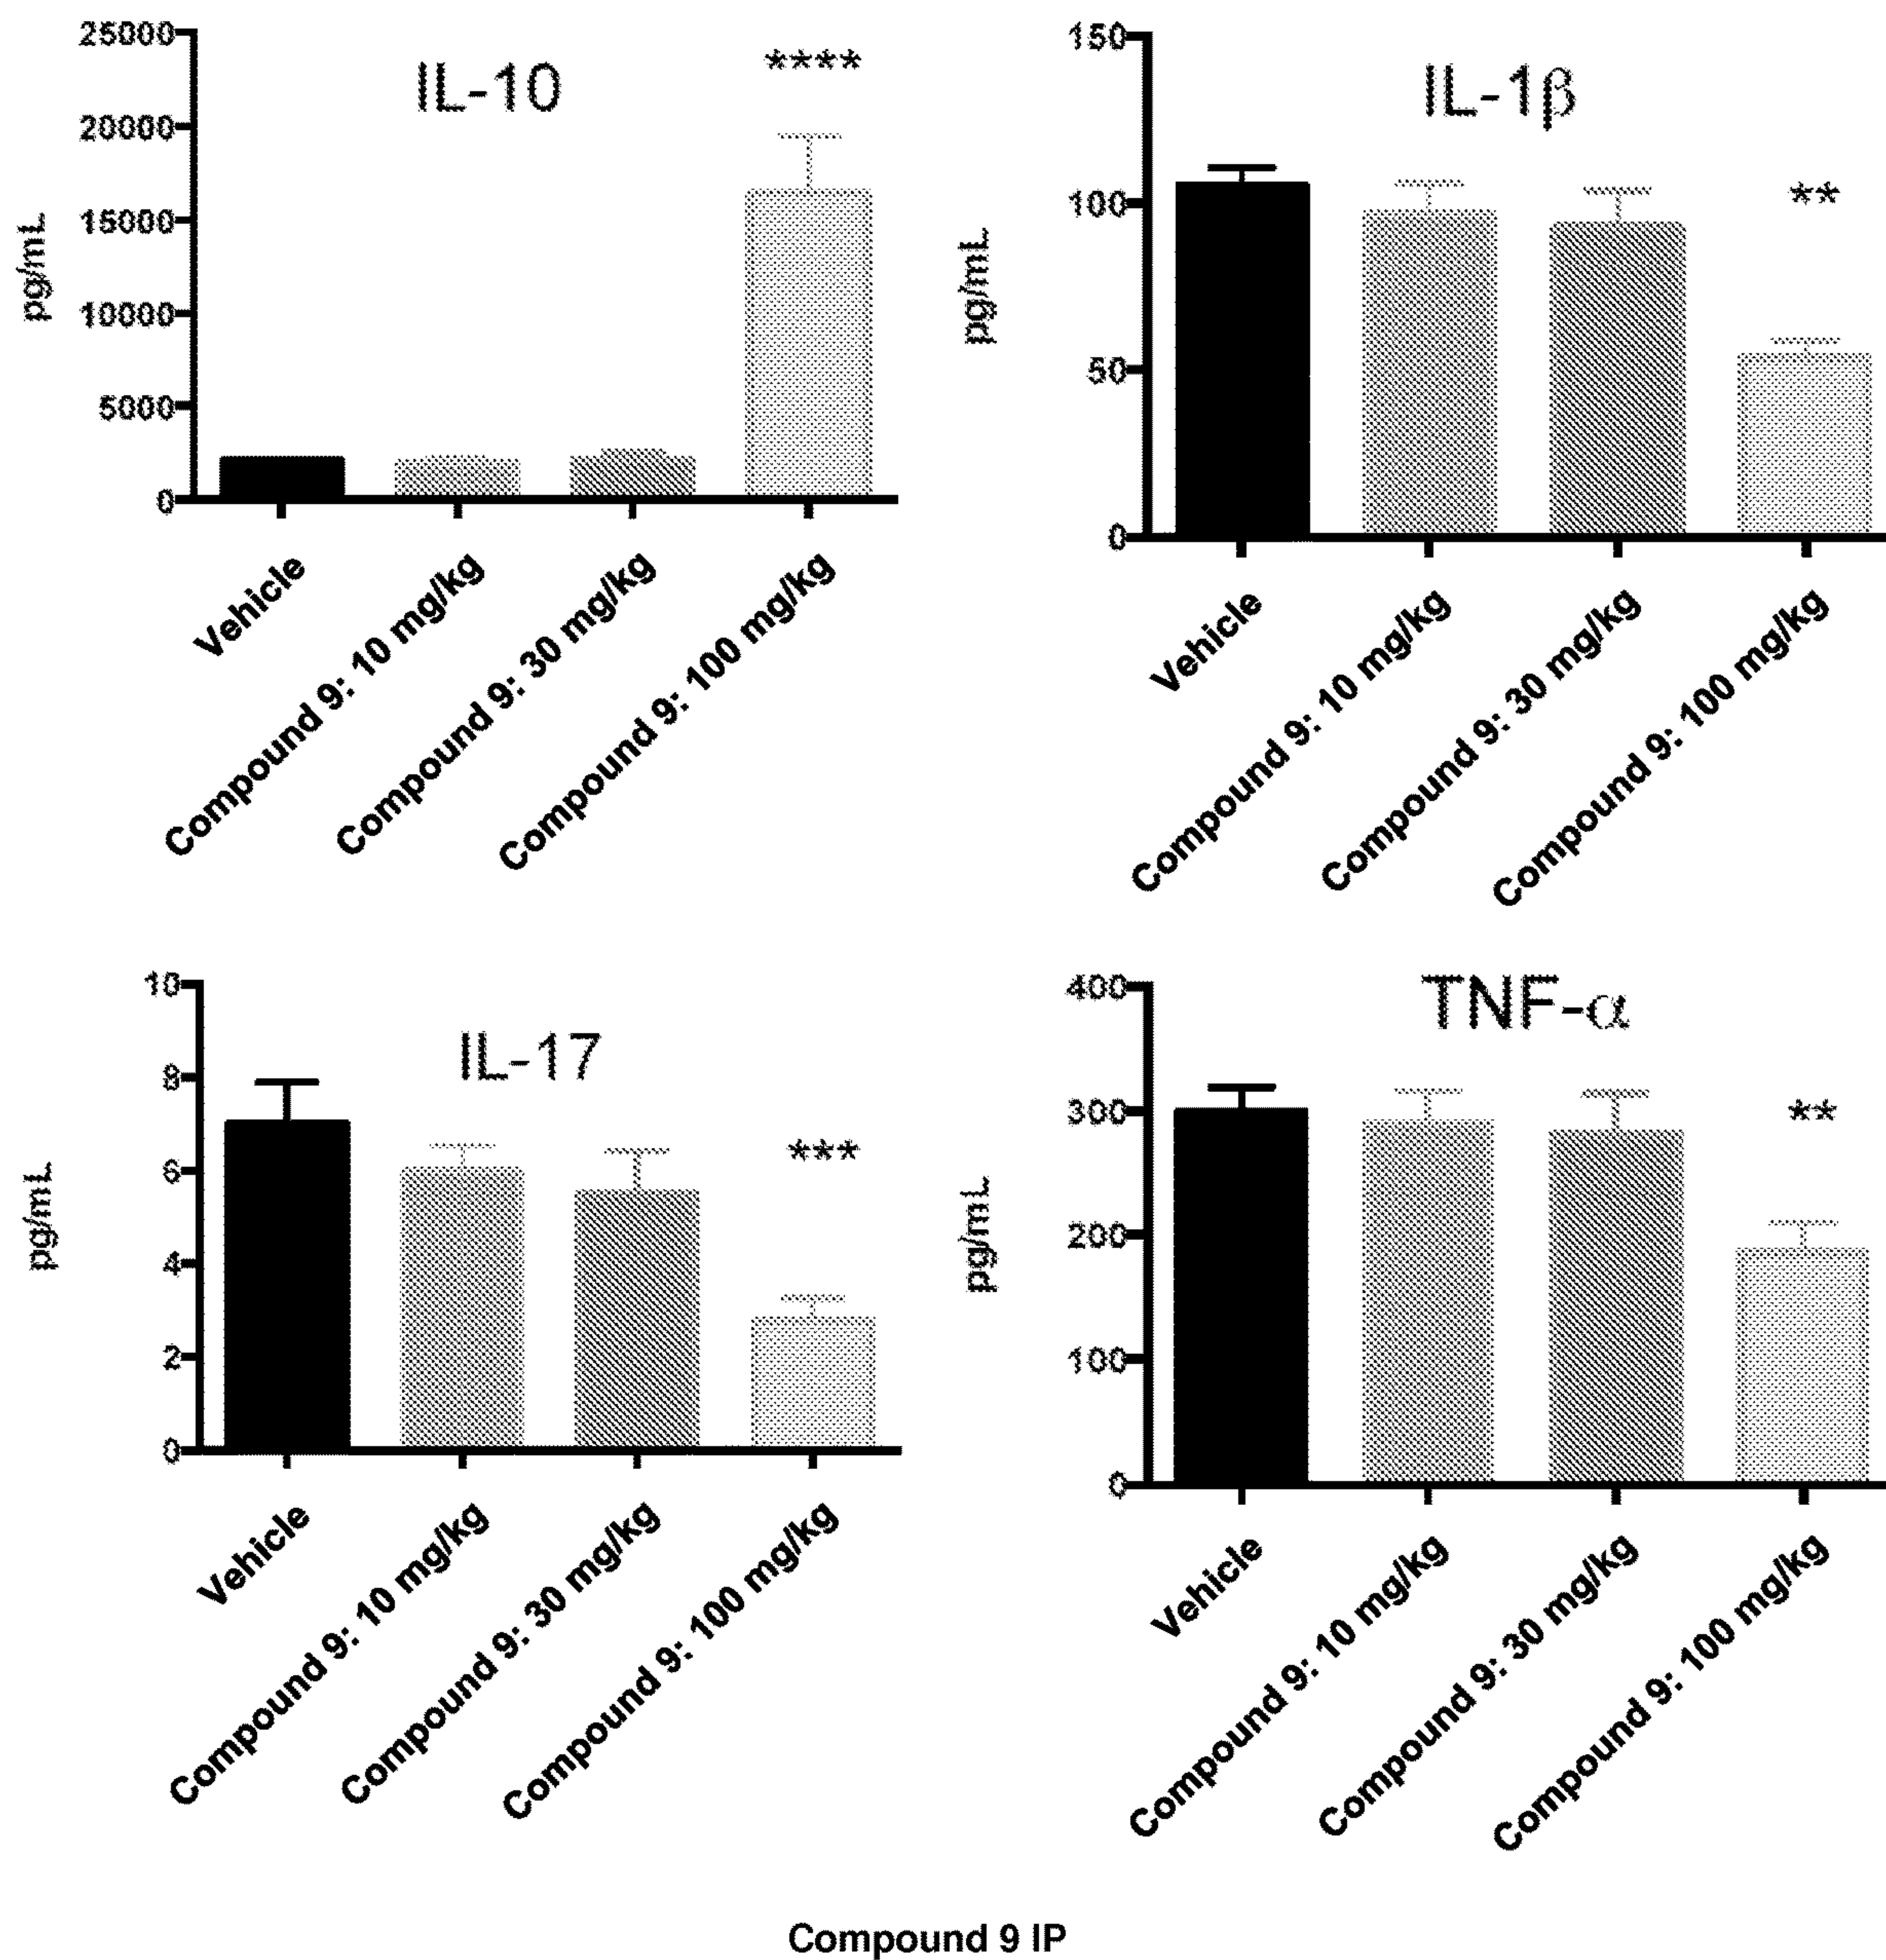 IL-10
****
pg/mL
25000
20000
15000
10000
5000
0
Vehicle
Compound 9: 10 mg/kg
Compound 9: 30 mg/kg
Compound 9: 100 mg/kg
IL-1β
**
pg/mL
150
100
50
0
Vehicle
Compound 9: 10 mg/kg
Compound 9: 30 mg/kg
Compound 9: 100 mg/kg
IL-17
***
pg/mL
10
8
6
4
2
0
Vehicle
Compound 9: 10 mg/kg
Compound 9: 30 mg/kg
Compound 9: 100 mg/kg
TNF-α
**
pg/mL
400
300
200
100
0
Vehicle
Compound 9: 10 mg/kg
Compound 9: 30 mg/kg
Compound 9: 100 mg/kg
Compound 9 IP